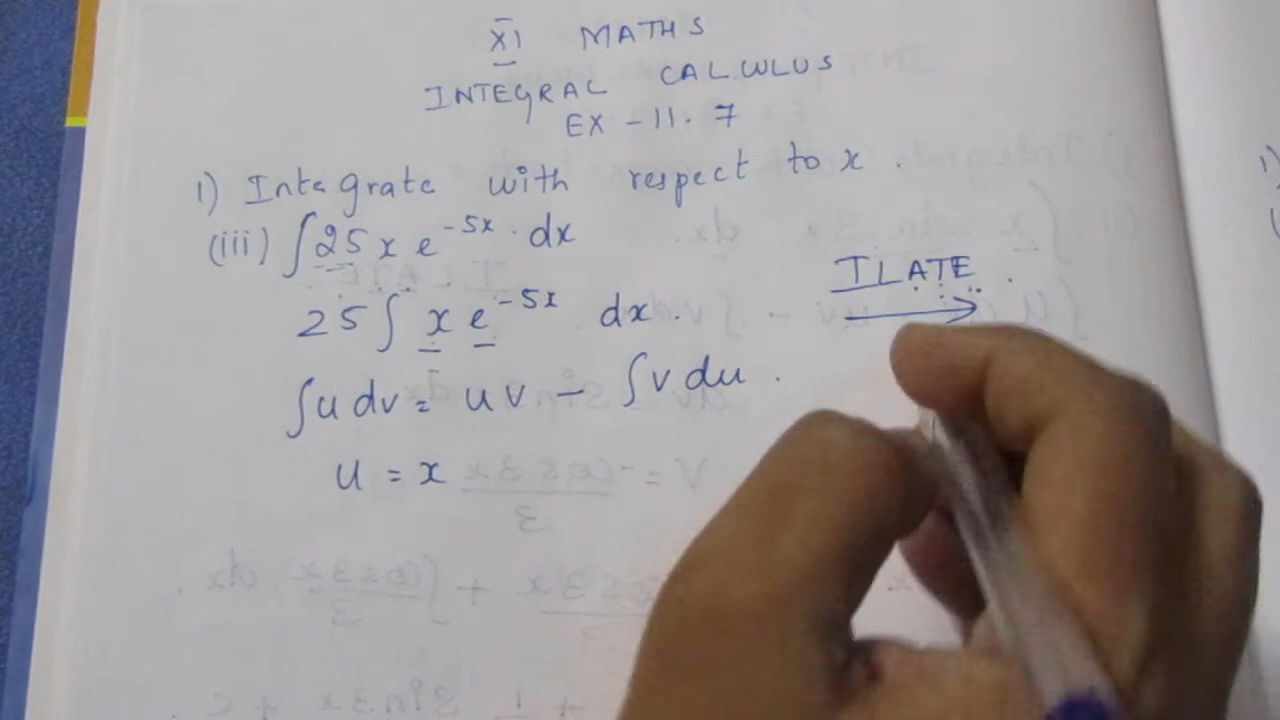 XI MATHS
INTEGRAL CALCULUS
EX - 11.7
1) Integrate with respect to x.
(iii) ∫25 x e^-5x . dx
25 ∫ x e^-5x dx.
ILATE.
∫u dv = uv - ∫v du.
u = x